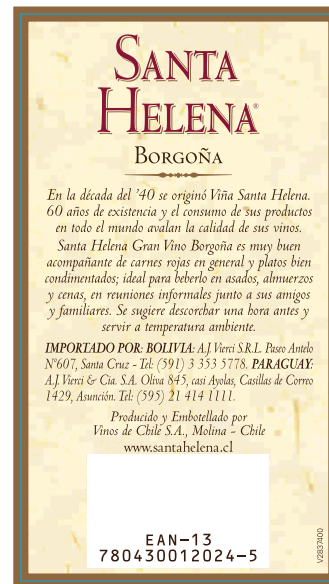 SANTA
HELENA®
BORGOÑA
En la década del '40 se originó Viña Santa Helena.
60 años de existencia y el consumo de sus productos
en todo el mundo avalan la calidad de sus vinos.
Santa Helena Gran Vino Borgoña es muy buen
acompañante de carnes rojas en general y platos bien
condimentados; ideal para beberlo en asados, almuerzos
y cenas, en reuniones informales junto a sus amigos
y familiares. Se sugiere descorchar una hora antes y
servir a temperatura ambiente.
IMPORTADO POR: BOLIVIA: A.J. Vierci S.R.L. Paseo Antelo
N°607, Santa Cruz - Tel: (591) 3 353 5778. PARAGUAY:
A.J. Vierci & Cia. S.A. Oliva 845, casi Ayolas, Casillas de Correo
1429, Asunción. Tel: (595) 21 414 1111.
Producido y Embotellado por
Vinos de Chile S.A., Molina - Chile
www.santahelena.cl
EAN-13
780430012024-5
V2837400